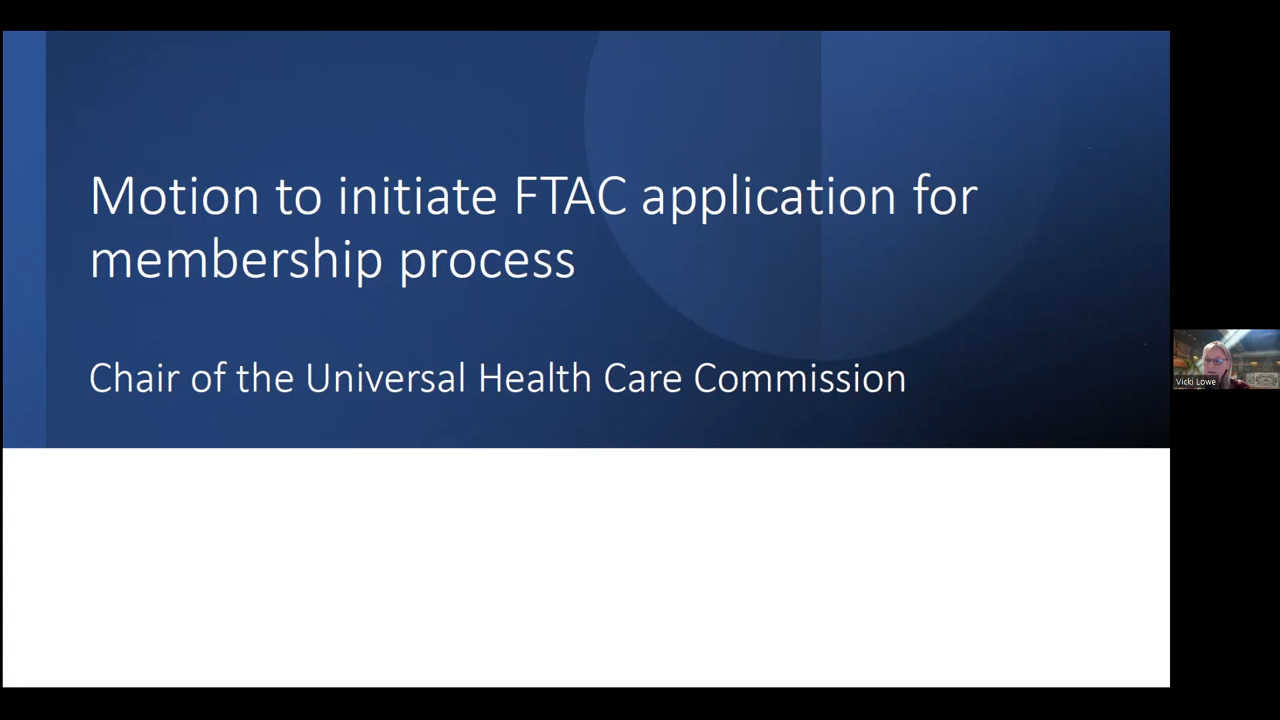 Motion to initiate FTAC application for
membership process
Chair of the Universal Health Care Commission
Vicki Lowe